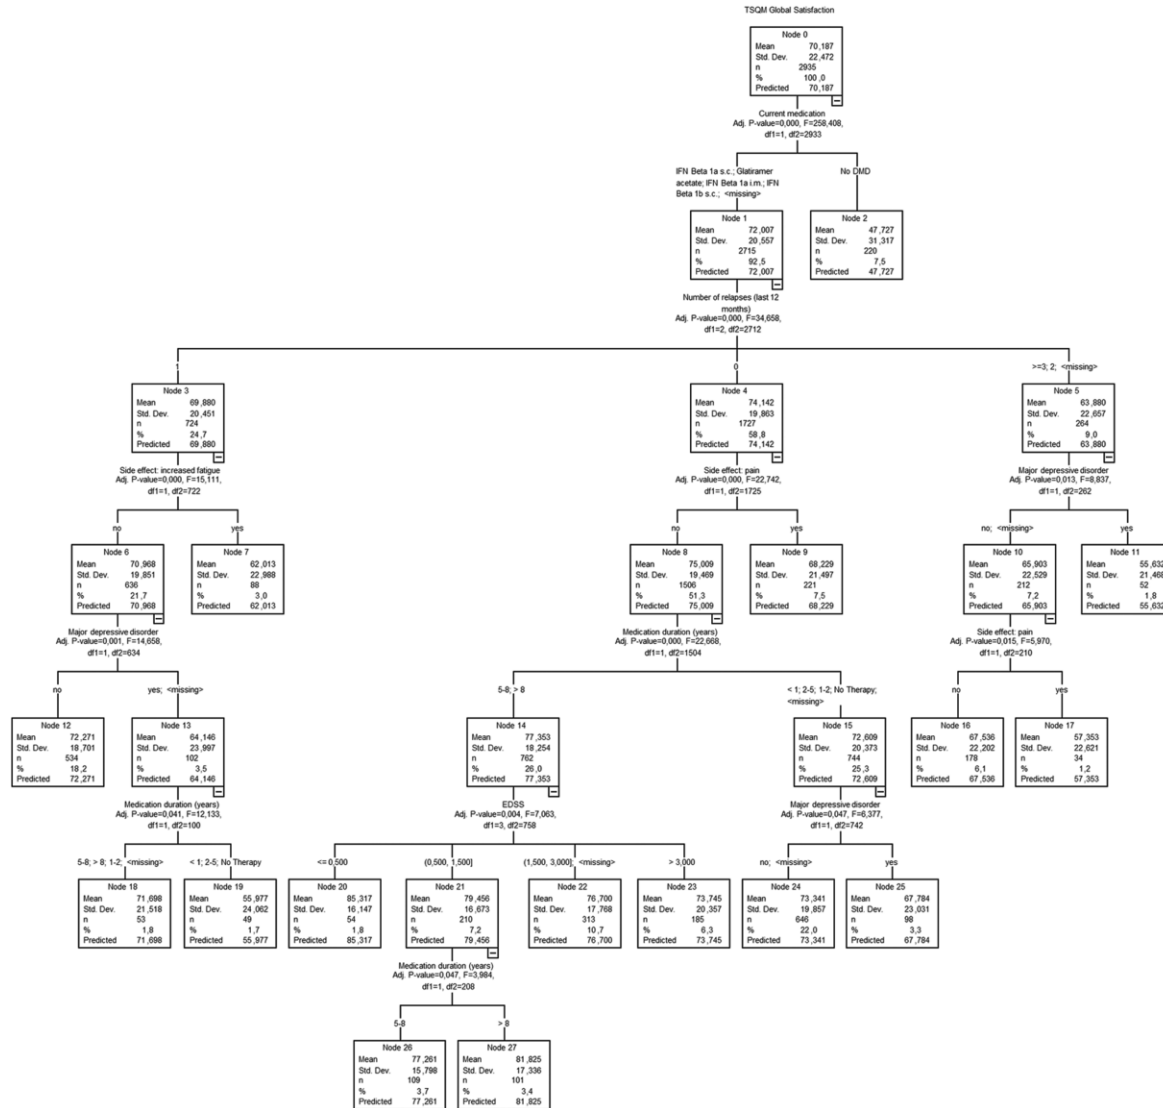 TSQM Global Satisfaction
Node 0
Mean 70,187
Std. Dev. 22,472
n 2935
% 100,0
Predicted 70,187
Current medication
Adj. P-value=0,000, F=258,408,
df1=1, df2=2933
IFN Beta 1a s.c.; Glatiramer
acetate; IFN Beta 1a i.m.; IFN
Beta 1b s.c.; <missing>
No DMD
Node 1
Mean 72,007
Std. Dev. 20,557
n 2715
% 92,5
Predicted 72,007
Node 2
Mean 47,727
Std. Dev. 31,317
n 220
% 7,5
Predicted 47,727
Number of relapses (last 12
months)
Adj. P-value=0,000, F=34,658,
df1=2, df2=2712
1
0
>=3; 2; <missing>
Node 3
Mean 69,880
Std. Dev. 20,451
n 724
% 24,7
Predicted 69,880
Node 4
Mean 74,142
Std. Dev. 19,863
n 1727
% 58,8
Predicted 74,142
Node 5
Mean 63,880
Std. Dev. 22,657
n 264
% 9,0
Predicted 63,880
Side effect: increased fatigue
Adj. P-value=0,000, F=15,111,
df1=1, df2=722
Side effect: pain
Adj. P-value=0,000, F=22,742,
df1=1, df2=1725
Major depressive disorder
Adj. P-value=0,013, F=8,837,
df1=1, df2=262
no
yes
no
yes
no; <missing>
yes
Node 6
Mean 70,968
Std. Dev. 19,851
n 636
% 21,7
Predicted 70,968
Node 7
Mean 62,013
Std. Dev. 22,988
n 88
% 3,0
Predicted 62,013
Node 8
Mean 75,009
Std. Dev. 19,469
n 1506
% 51,3
Predicted 75,009
Node 9
Mean 68,229
Std. Dev. 21,497
n 221
% 7,5
Predicted 68,229
Node 10
Mean 65,903
Std. Dev. 22,529
n 212
% 7,2
Predicted 65,903
Node 11
Mean 55,632
Std. Dev. 21,468
n 52
% 1,8
Predicted 55,632
Major depressive disorder
Adj. P-value=0,001, F=14,658,
df1=1, df2=634
Medication duration (years)
Adj. P-value=0,000, F=22,668,
df1=1, df2=1504
Side effect: pain
Adj. P-value=0,015, F=5,970,
df1=1, df2=210
no
yes; <missing>
5-8; > 8
< 1; 2-5; 1-2; No Therapy;
<missing>
no
yes
Node 12
Mean 72,271
Std. Dev. 18,701
n 534
% 18,2
Predicted 72,271
Node 13
Mean 64,146
Std. Dev. 23,997
n 102
% 3,5
Predicted 64,146
Node 14
Mean 77,353
Std. Dev. 18,254
n 762
% 26,0
Predicted 77,353
Node 15
Mean 72,609
Std. Dev. 20,373
n 744
% 25,3
Predicted 72,609
Node 16
Mean 67,536
Std. Dev. 22,202
n 178
% 6,1
Predicted 67,536
Node 17
Mean 57,353
Std. Dev. 22,621
n 34
% 1,2
Predicted 57,353
Medication duration (years)
Adj. P-value=0,041, F=12,133,
df1=1, df2=100
EDSS
Adj. P-value=0,004, F=7,063,
df1=3, df2=758
Major depressive disorder
Adj. P-value=0,047, F=6,377,
df1=1, df2=742
5-8; > 8; 1-2; <missing>
< 1; 2-5; No Therapy
<= 0,500
(0,500, 1,500]
(1,500, 3,000]; <missing>
> 3,000
no; <missing>
yes
Node 18
Mean 71,698
Std. Dev. 21,518
n 53
% 1,8
Predicted 71,698
Node 19
Mean 55,977
Std. Dev. 24,062
n 49
% 1,7
Predicted 55,977
Node 20
Mean 85,317
Std. Dev. 16,147
n 54
% 1,8
Predicted 85,317
Node 21
Mean 79,456
Std. Dev. 16,673
n 210
% 7,2
Predicted 79,456
Node 22
Mean 76,700
Std. Dev. 17,768
n 313
% 10,7
Predicted 76,700
Node 23
Mean 73,745
Std. Dev. 20,357
n 185
% 6,3
Predicted 73,745
Node 24
Mean 73,341
Std. Dev. 19,857
n 646
% 22,0
Predicted 73,341
Node 25
Mean 67,784
Std. Dev. 23,031
n 98
% 3,3
Predicted 67,784
Medication duration (years)
Adj. P-value=0,047, F=3,984,
df1=1, df2=208
5-8
> 8
Node 26
Mean 77,261
Std. Dev. 15,798
n 109
% 3,7
Predicted 77,261
Node 27
Mean 81,825
Std. Dev. 17,336
n 101
% 3,4
Predicted 81,825